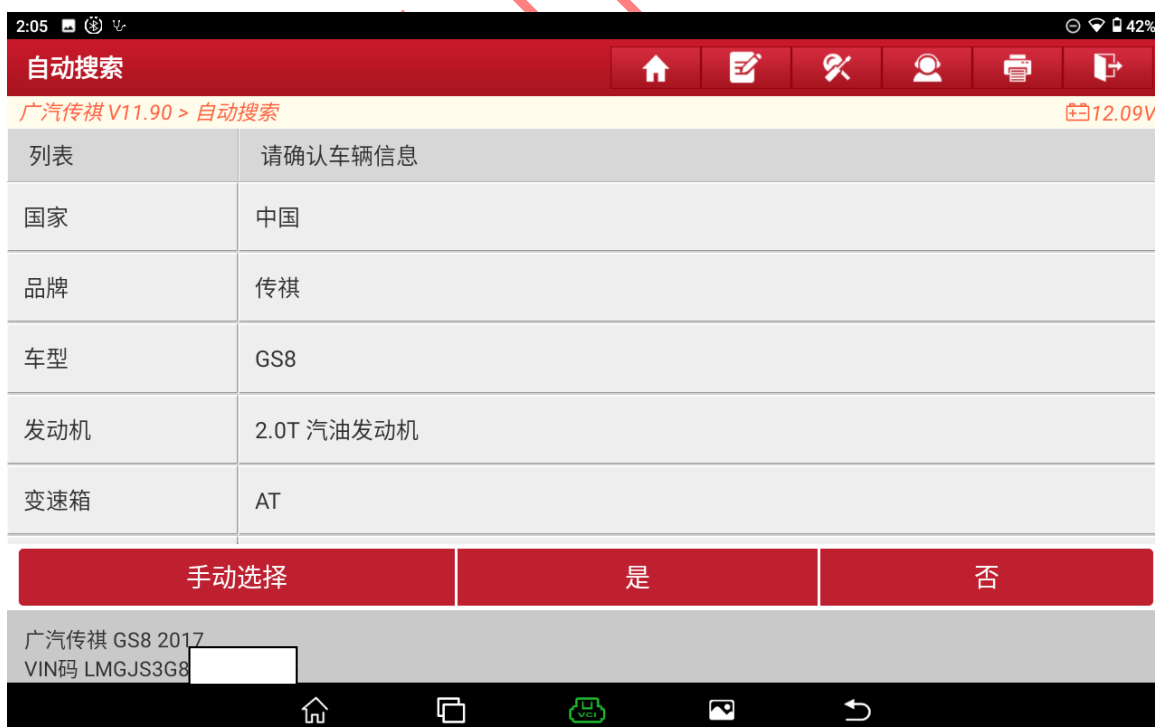 2:05 42%
自动搜索
广汽传祺 V11.90 > 自动搜索 12.09V
列表 请确认车辆信息
国家 中国
品牌 传祺
车型 GS8
发动机 2.0T 汽油发动机
变速箱 AT
手动选择 是 否
广汽传祺 GS8 2017
VIN码 LMGJS3G8
VCI